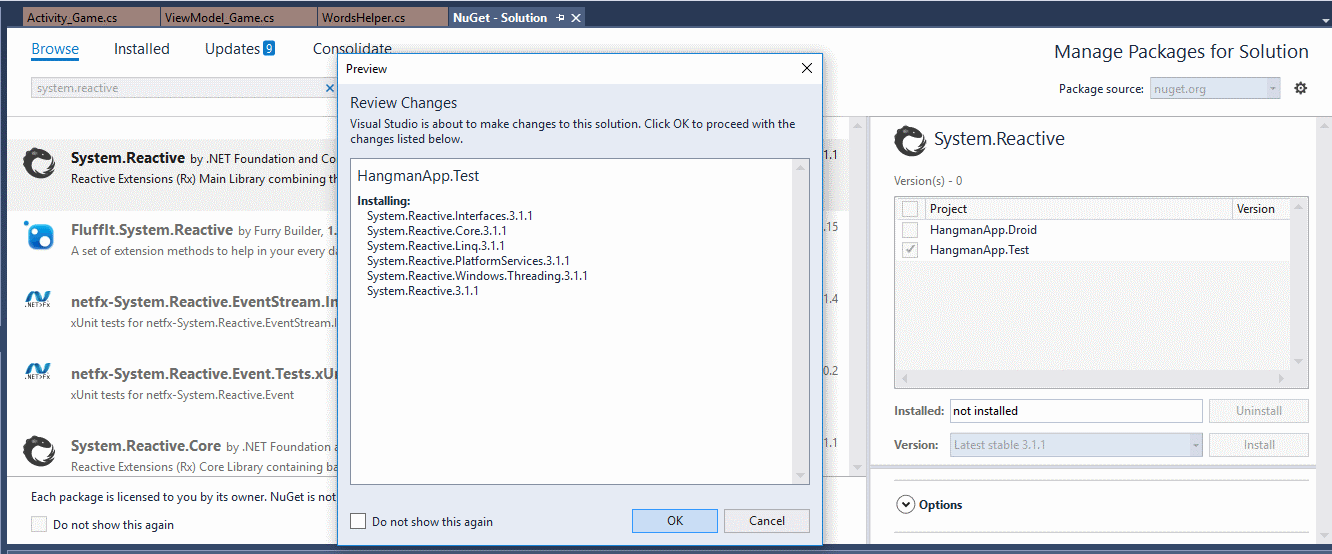 Activity_Game.cs
ViewModel_Game.cs
WordsHelper.cs
NuGet - Solution
Browse
Installed
Updates
9
Consolidate
Manage Packages for Solution
system.reactive
Package source:
nuget.org
Preview
Review Changes
Visual Studio is about to make changes to this solution. Click OK to proceed with the
changes listed below.
HangmanApp.Test
Installing:
System.Reactive.Interfaces.3.1.1
System.Reactive.Core.3.1.1
System.Reactive.Linq.3.1.1
System.Reactive.PlatformServices.3.1.1
System.Reactive.Windows.Threading.3.1.1
System.Reactive.3.1.1
Do not show this again
OK
Cancel
System.Reactive by .NET Foundation and Co
1.1
Reactive Extensions (Rx) Main Library combining th
FluffIt.System.Reactive by Furry Builder, 1.
.15
A set of extension methods to help in your every da
.NET>Fx
netfx-System.Reactive.EventStream.In
1.4
xUnit tests for netfx-System.Reactive.EventStream.I
.NET>Fx
netfx-System.Reactive.Event.Tests.xUn
0.2
xUnit tests for netfx-System.Reactive.Event
System.Reactive.Core by .NET Foundation a
1.1
Reactive Extensions (Rx) Core Library containing ba
Each package is licensed to you by its owner. NuGet is not
Do not show this again
System.Reactive
Version(s) - 0
Project
Version
HangmanApp.Droid
HangmanApp.Test
Installed:
not installed
Uninstall
Version:
Latest stable 3.1.1
Install
Options